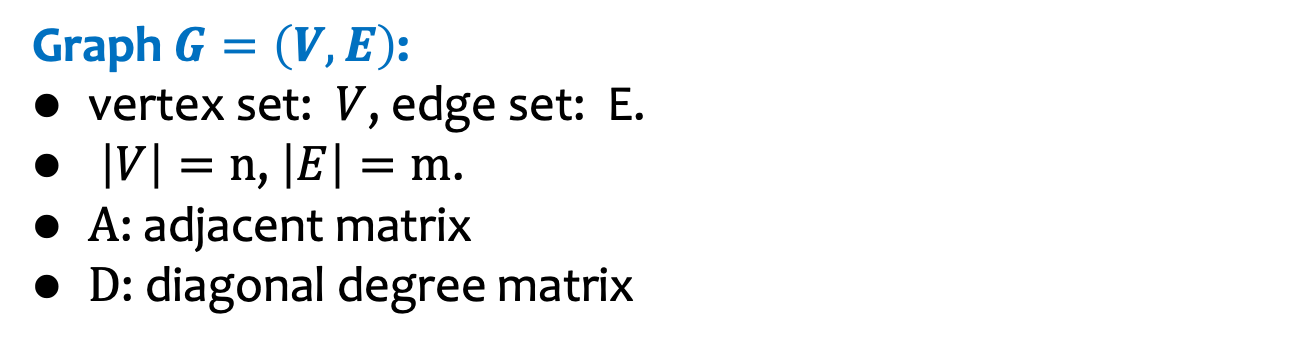 Graph G = (V, E):
● vertex set: V, edge set: E.
● |V| = n, |E| = m.
● A: adjacent matrix
● D: diagonal degree matrix